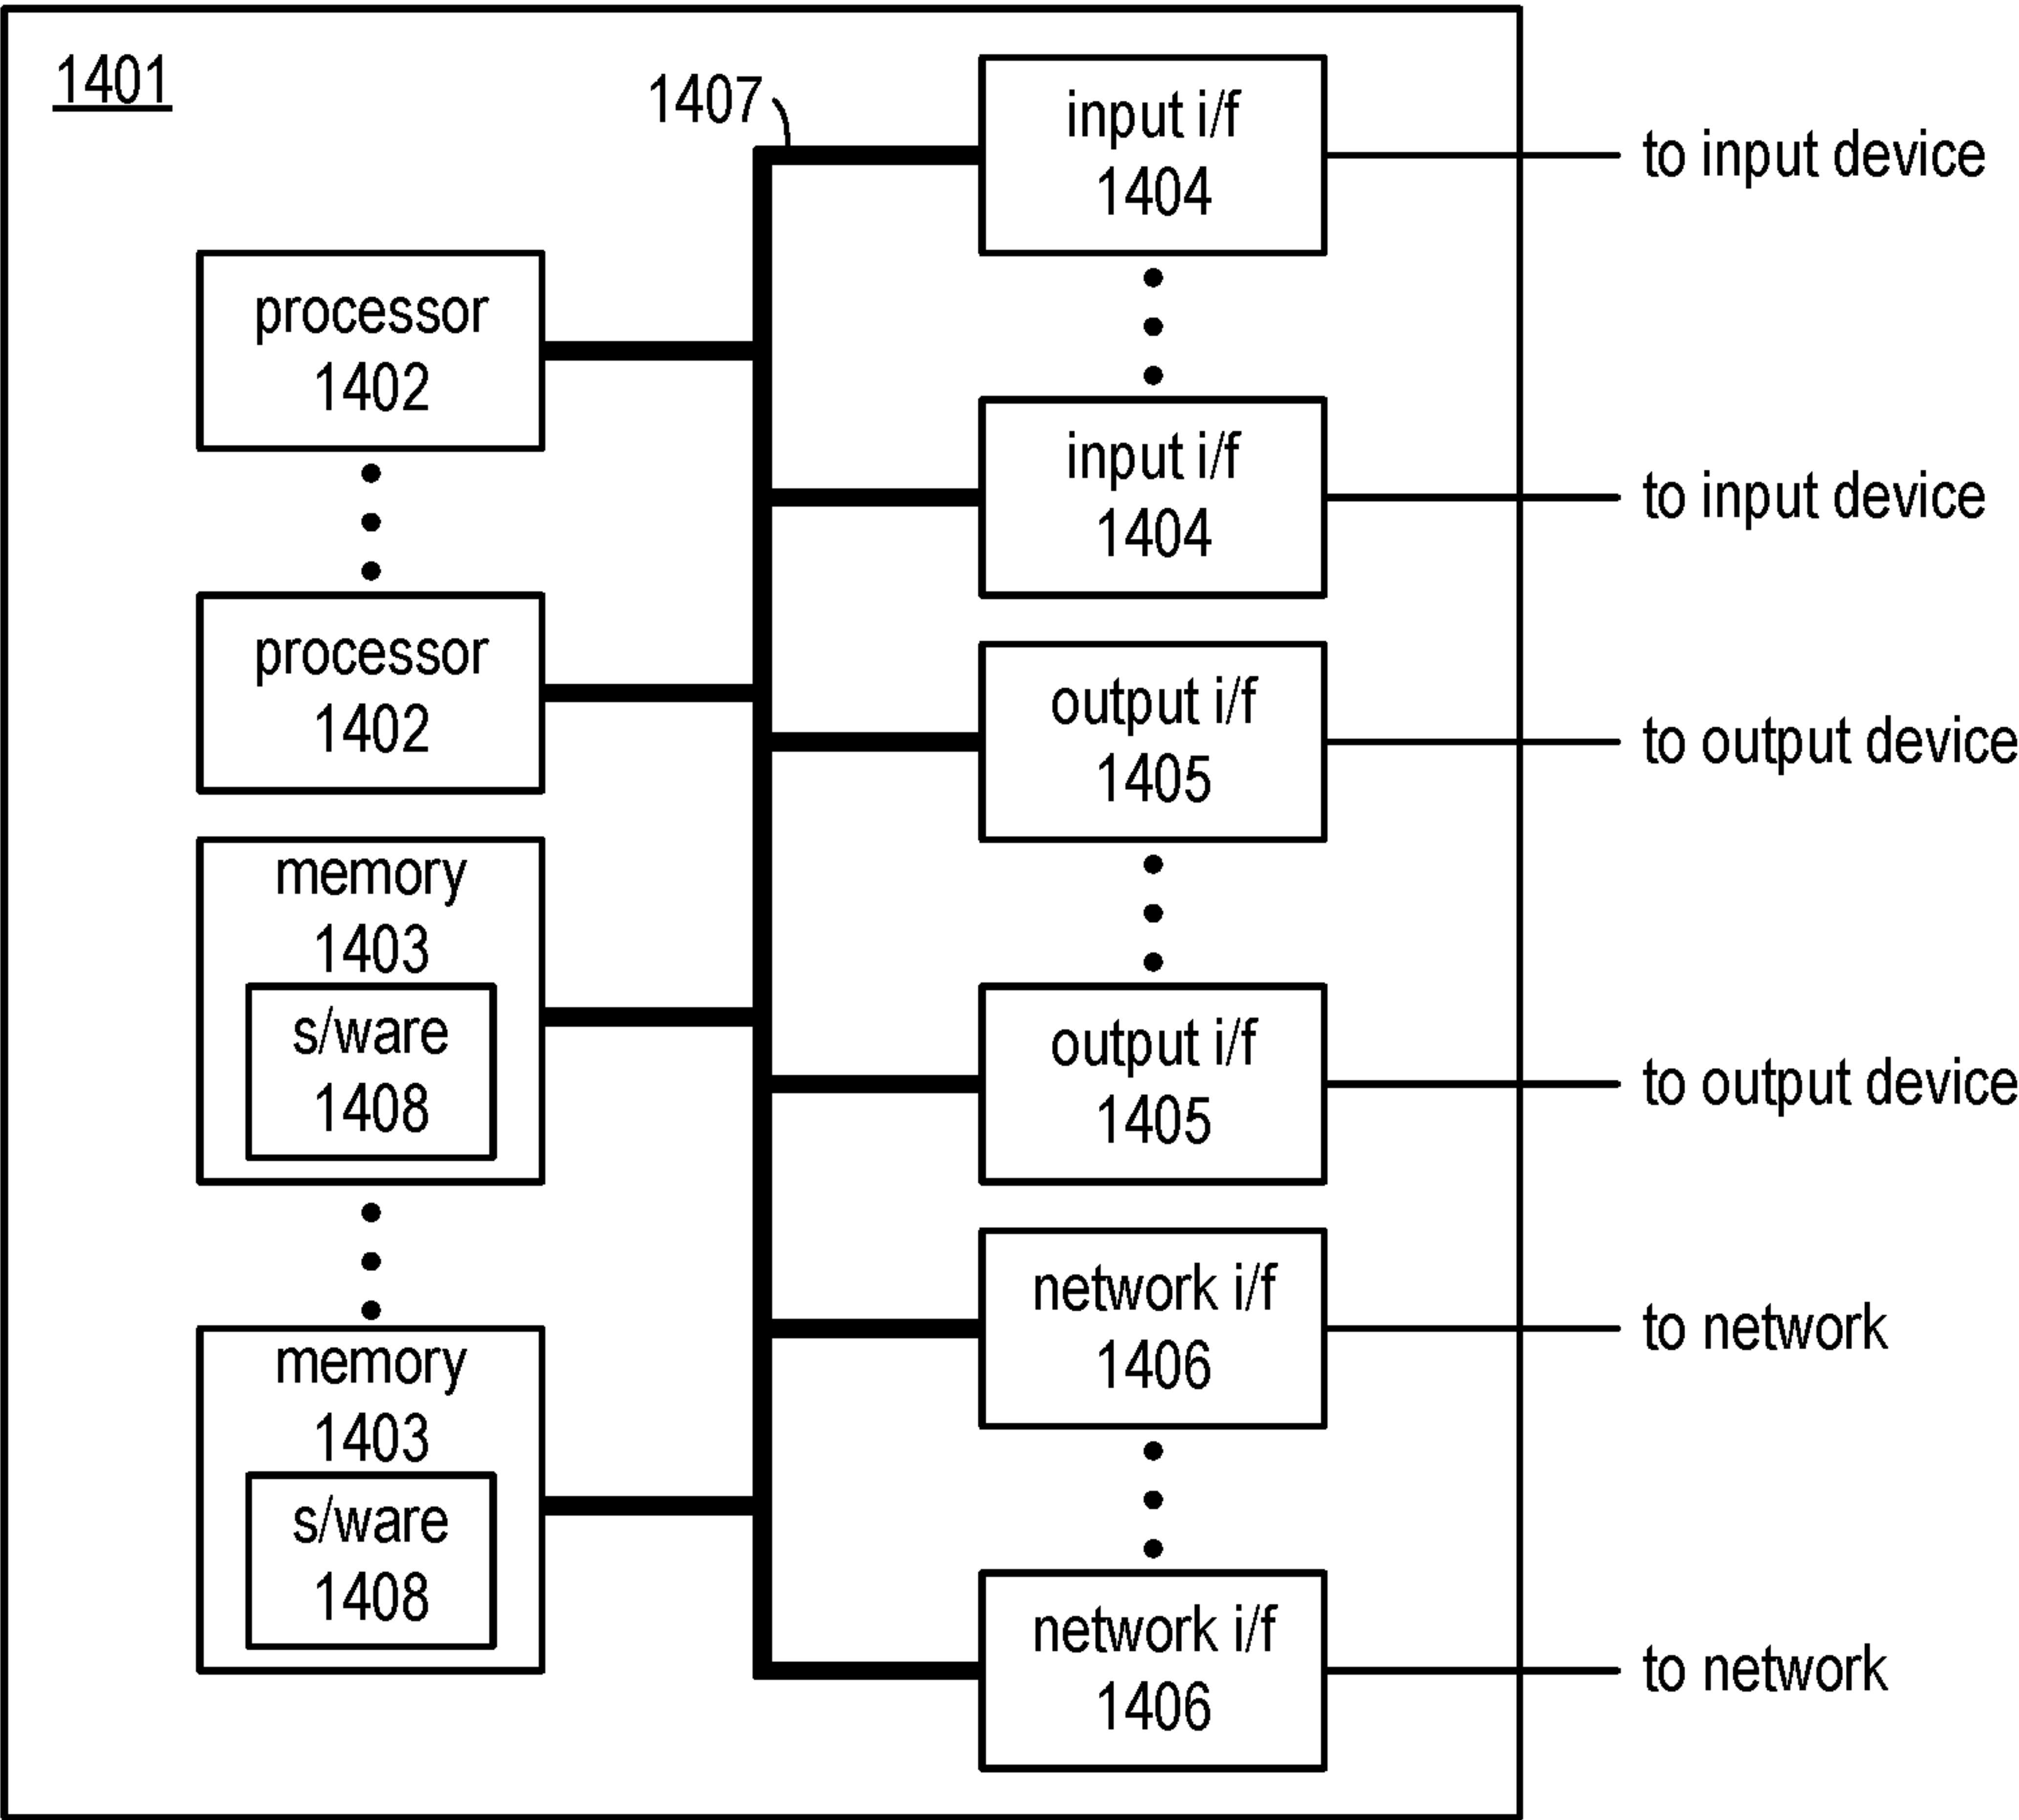 1401
1407
input i/f
1404
to input device
processor
1402
input i/f
1404
to input device
processor
1402
output i/f
1405
to output device
memory
1403
s/ware
1408
output i/f
1405
to output device
network i/f
1406
to network
memory
1403
s/ware
1408
network i/f
1406
to network